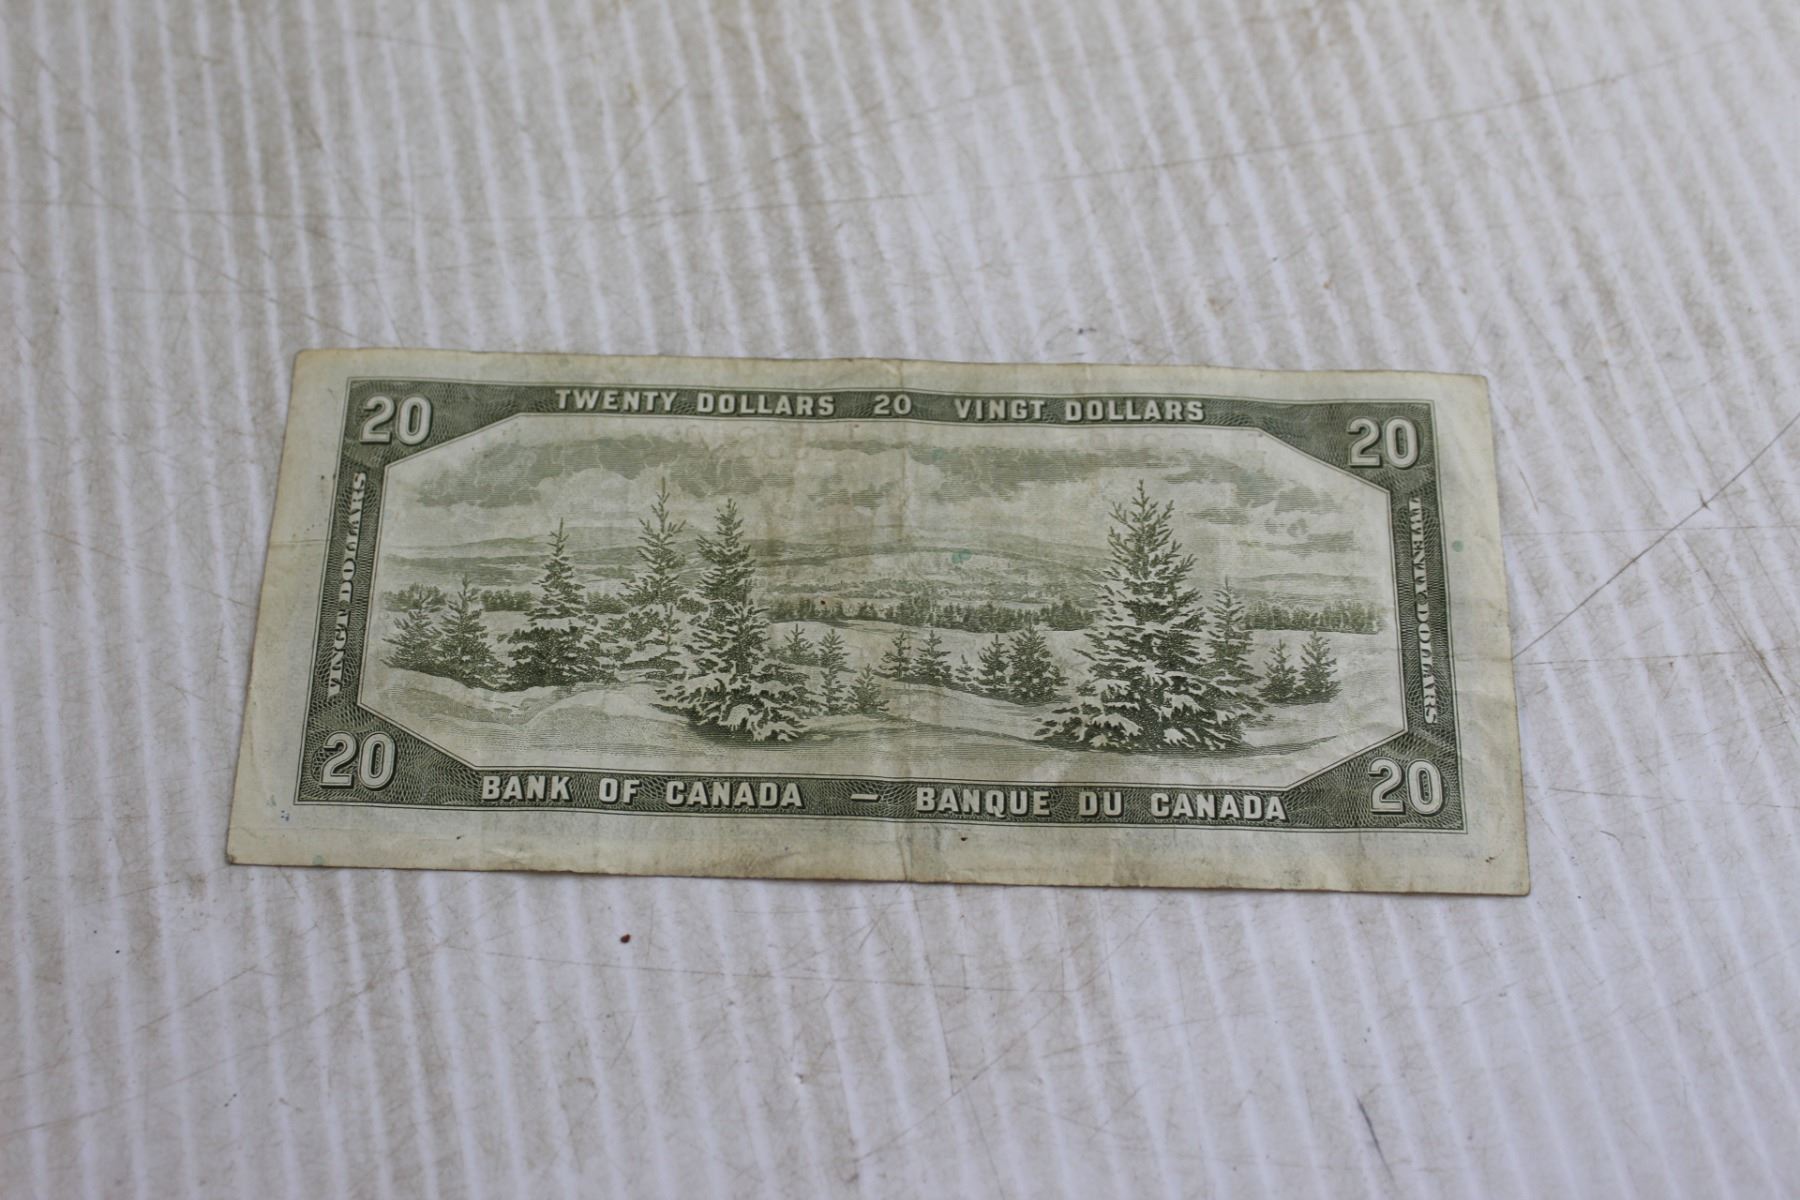 TWENTY DOLLARS 20 VINGT DOLLARS
20
20
VINGT DOLLARS
TWENTY DOLLARS
20
20
BANK OF CANADA — BANQUE DU CANADA